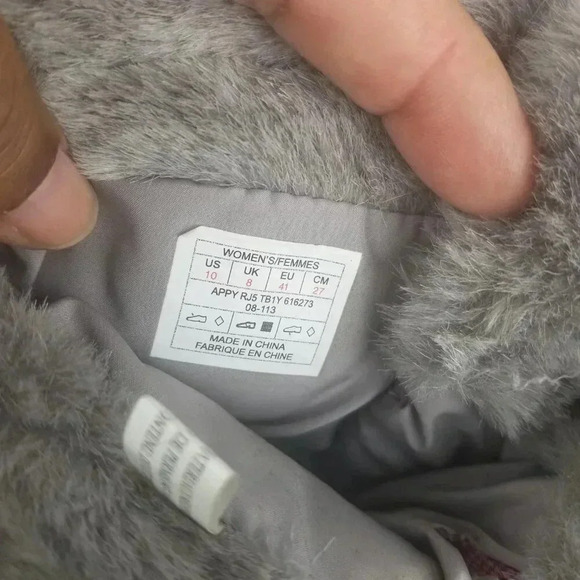 WOMEN'S/FEMMES
US UK EU CM
10 8 41 27
APPY RJ5 TB1Y 616273
08-113
MADE IN CHINA
FABRIQUE EN CHINE